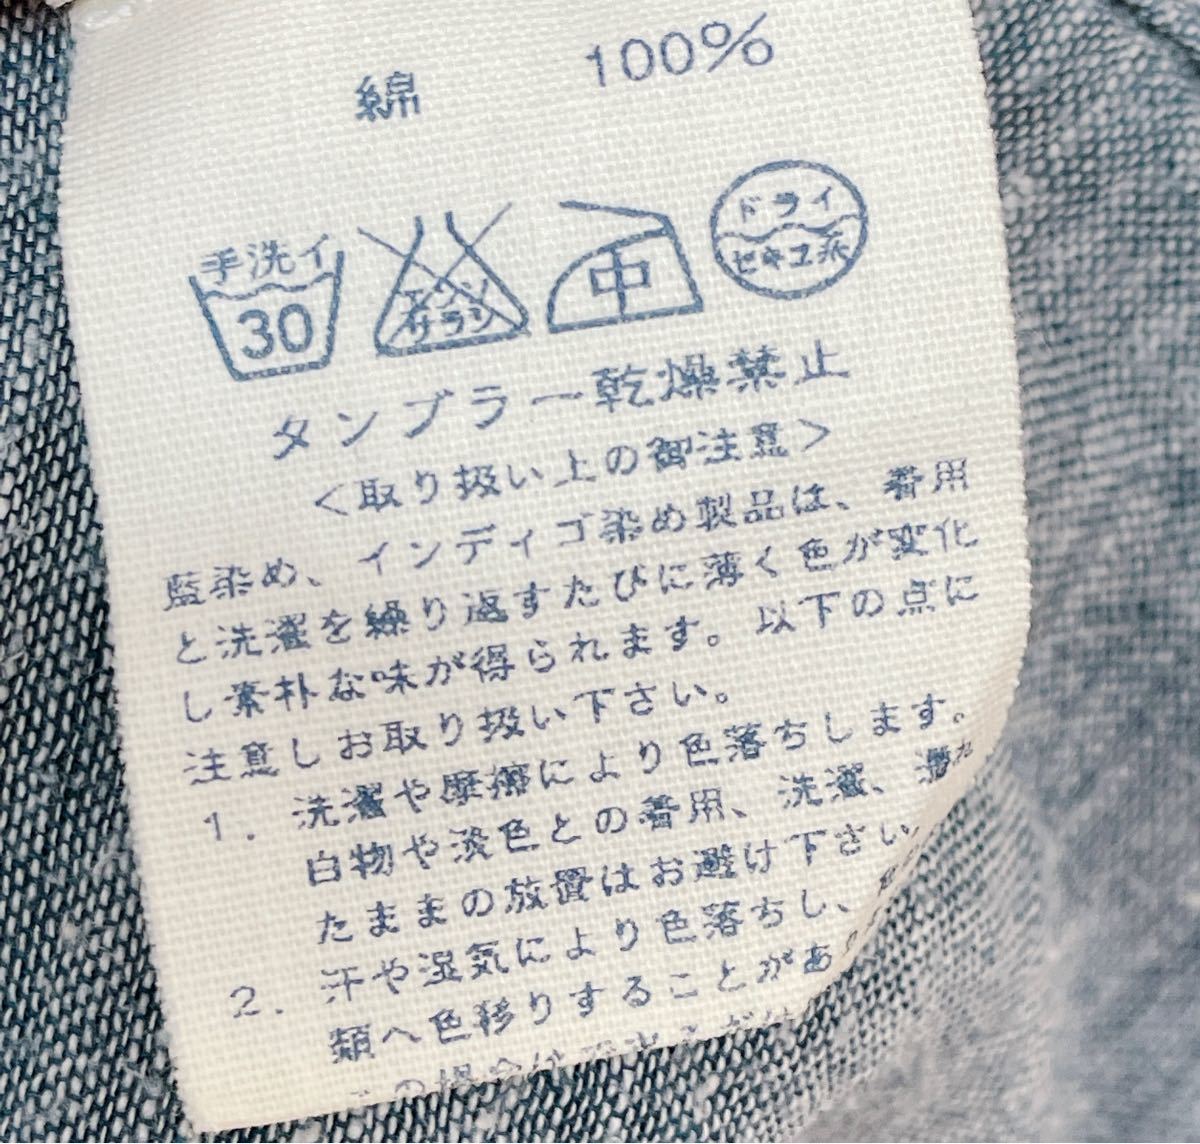 綿 100%
手洗イ
30
エンソ
サラシ
中
ドライ
セキユ系
タンブラー乾燥禁止
＜取り扱い上の御注意＞
藍染め、インディゴ染め製品は、着用
と洗濯を繰り返すたびに薄く色が変化
し素朴な味が得られます。以下の点に
注意しお取り扱い下さい。
1. 洗濯や摩擦により色落ちします。
白物や淡色との着用、洗濯、濡れ
たままの放置はお避け下さい
2. 汗や湿気により色落ちし、
類へ色移りすることがあ